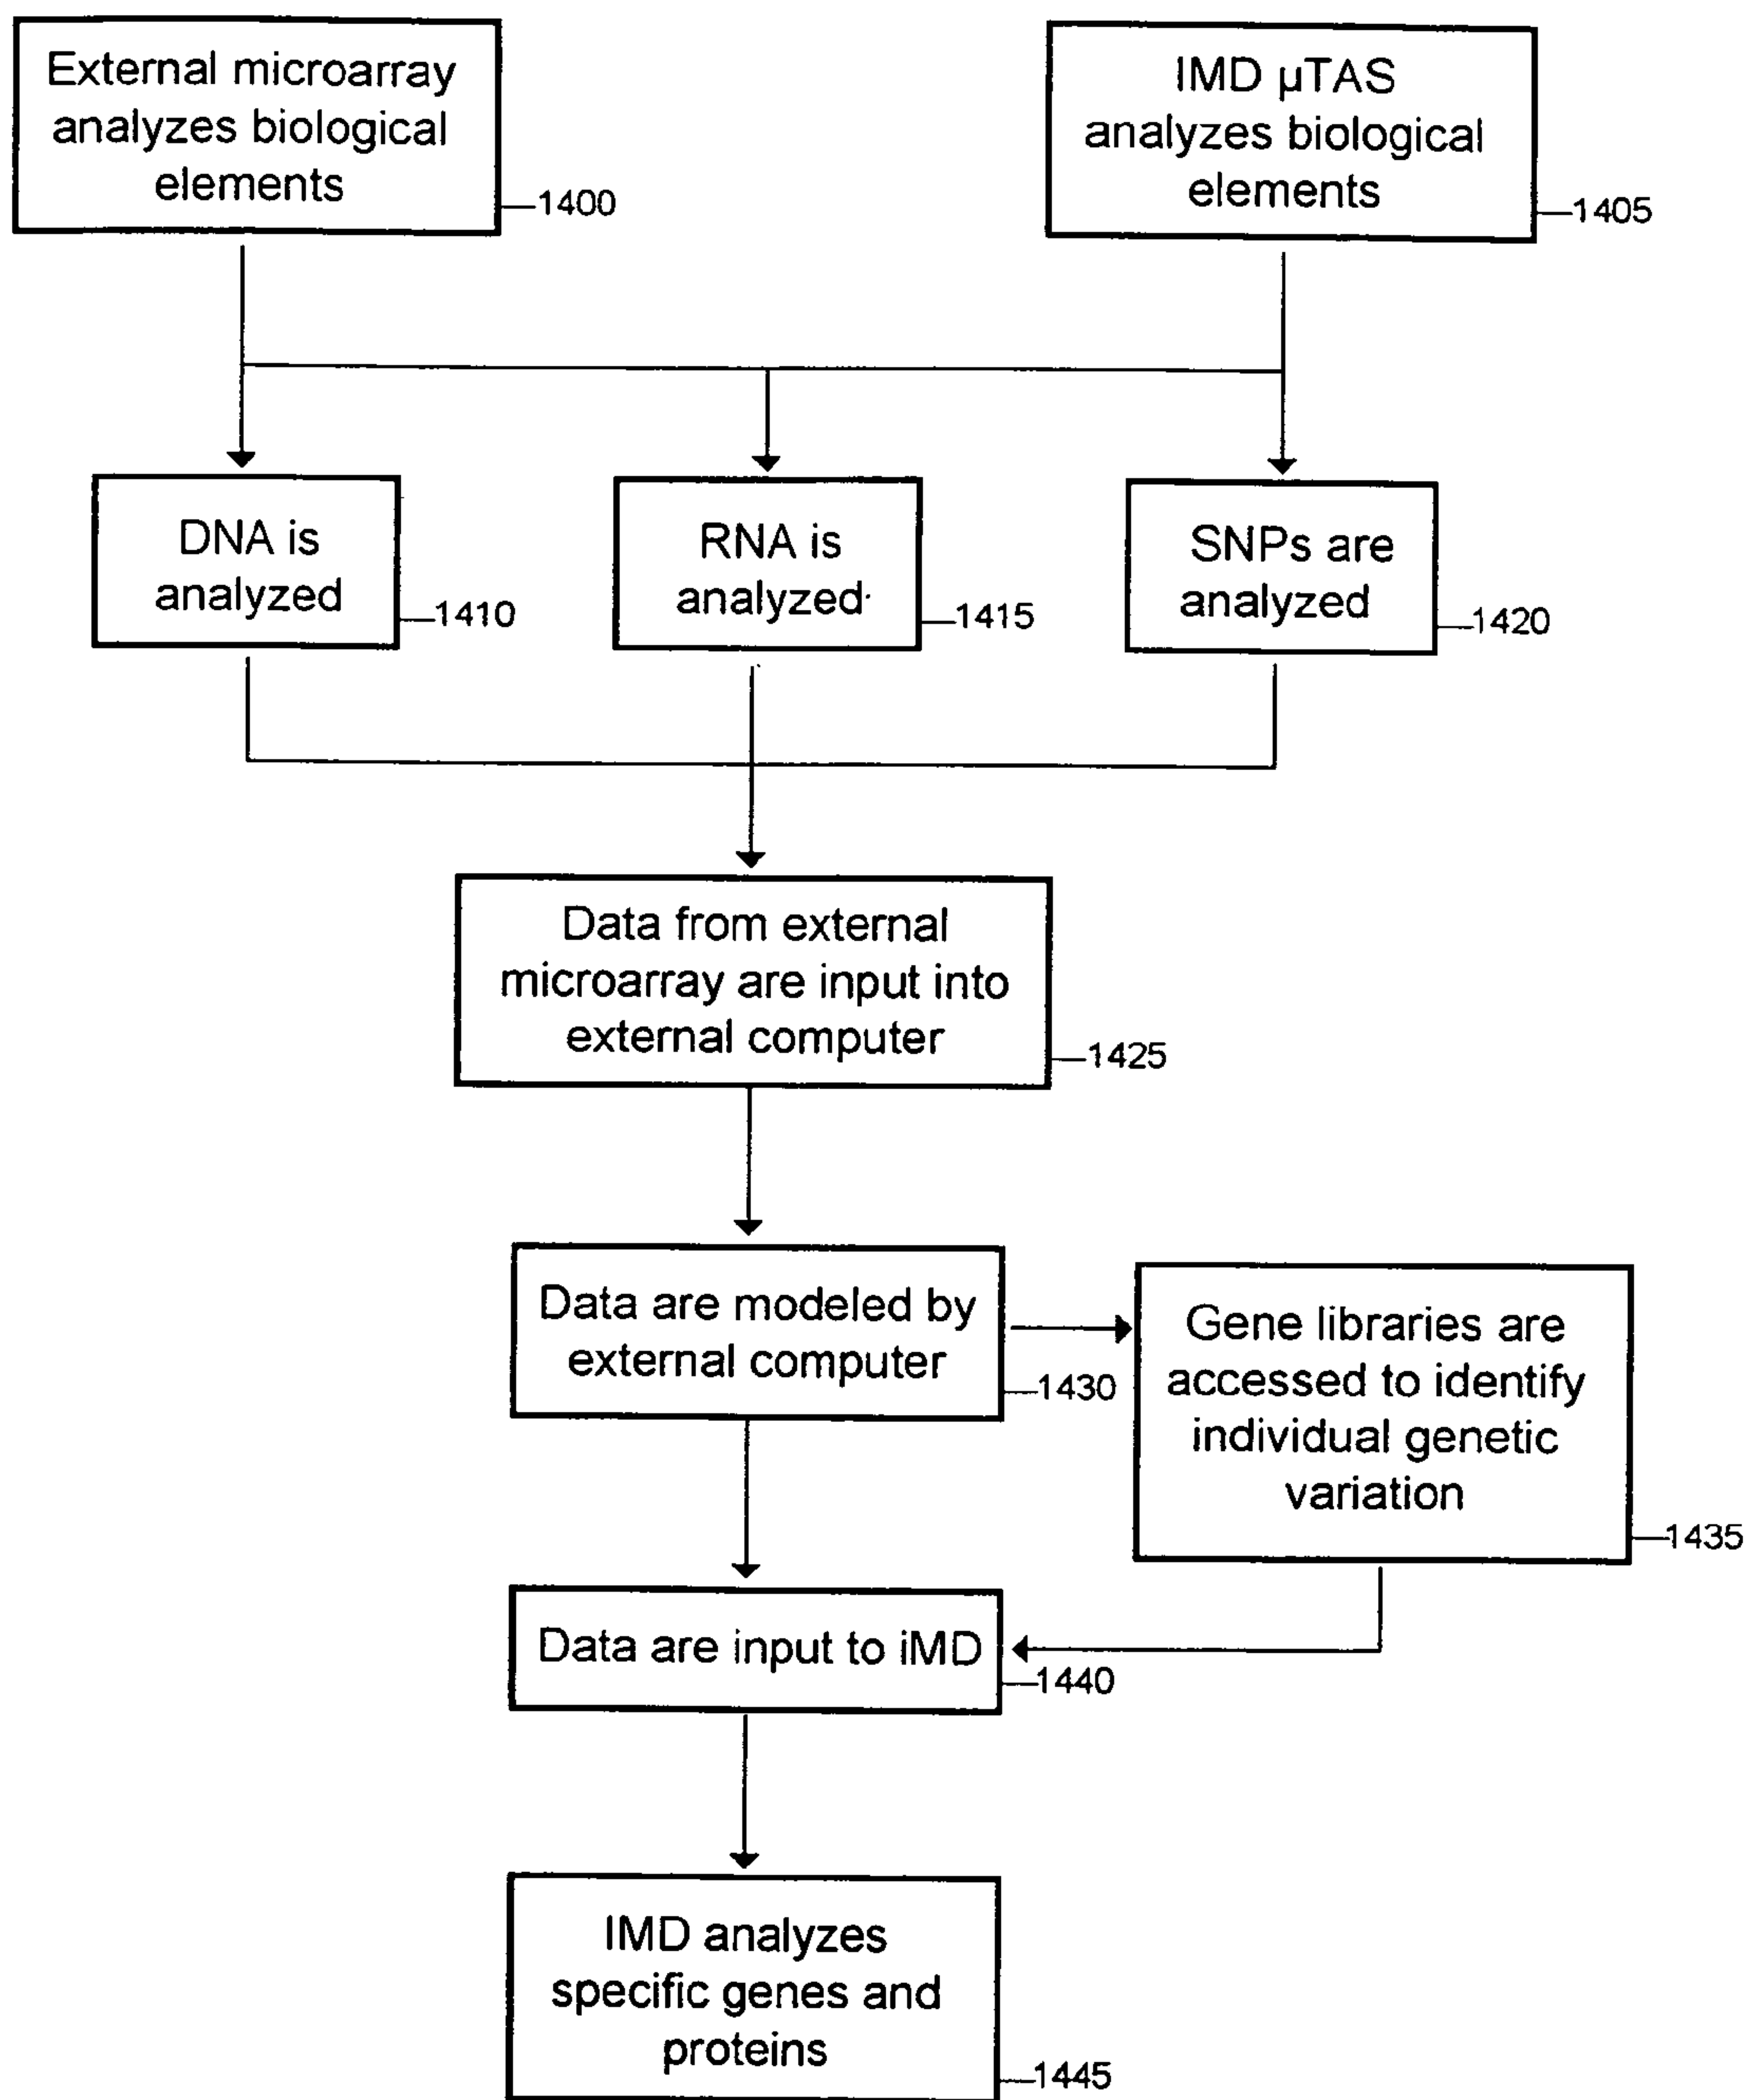 External microarray
analyzes biological
elements
1400
IMD µTAS
analyzes biological
elements
1405
DNA is
analyzed
1410
RNA is
analyzed
1415
SNPs are
analyzed
1420
Data from external
microarray are input into
external computer
1425
Data are modeled by
external computer
1430
Gene libraries are
accessed to identify
individual genetic
variation
1435
Data are input to iMD
1440
IMD analyzes
specific genes and
proteins
1445